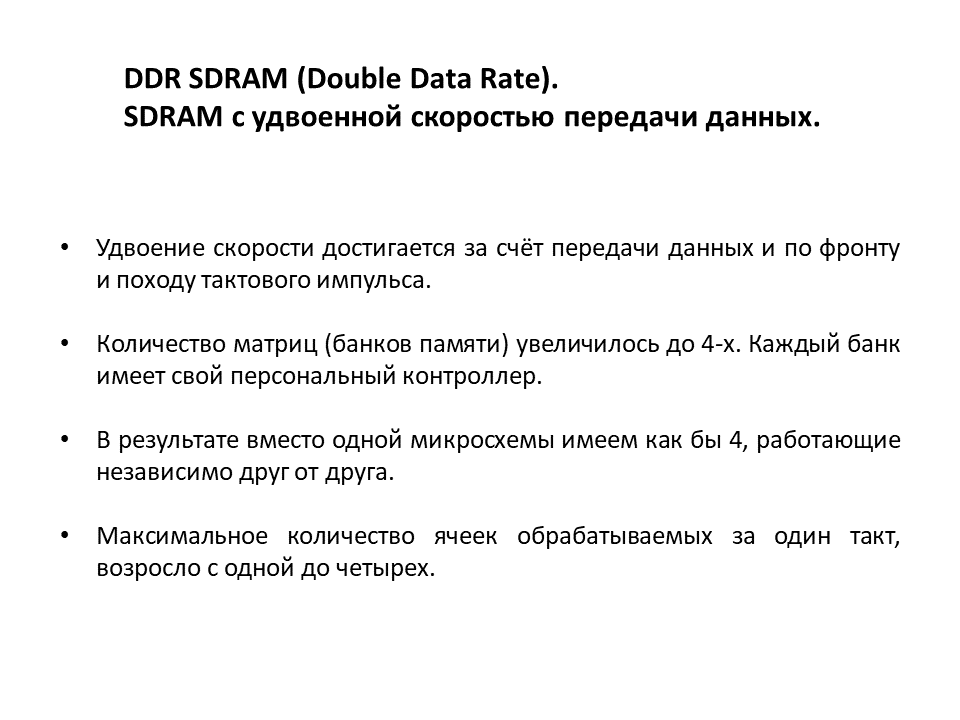 DDR SDRAM (Double Data Rate).
SDRAM с удвоенной скоростью передачи данных.
• Удвоение скорости достигается за счёт передачи данных и по фронту
и походу тактового импульса.
• Количество матриц (банков памяти) увеличилось до 4-х. Каждый банк
имеет свой персональный контроллер.
• В результате вместо одной микросхемы имеем как бы 4, работающие
независимо друг от друга.
• Максимальное количество ячеек обрабатываемых за один такт,
возросло с одной до четырех.